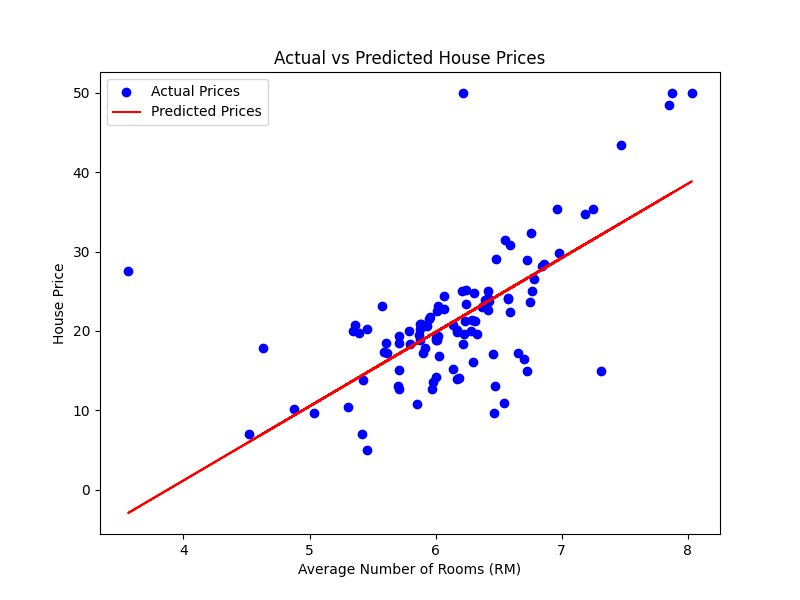 Actual vs Predicted House Prices
Actual Prices
Predicted Prices
50
40
30
20
10
0
House Price
4 5 6 7 8
Average Number of Rooms (RM)